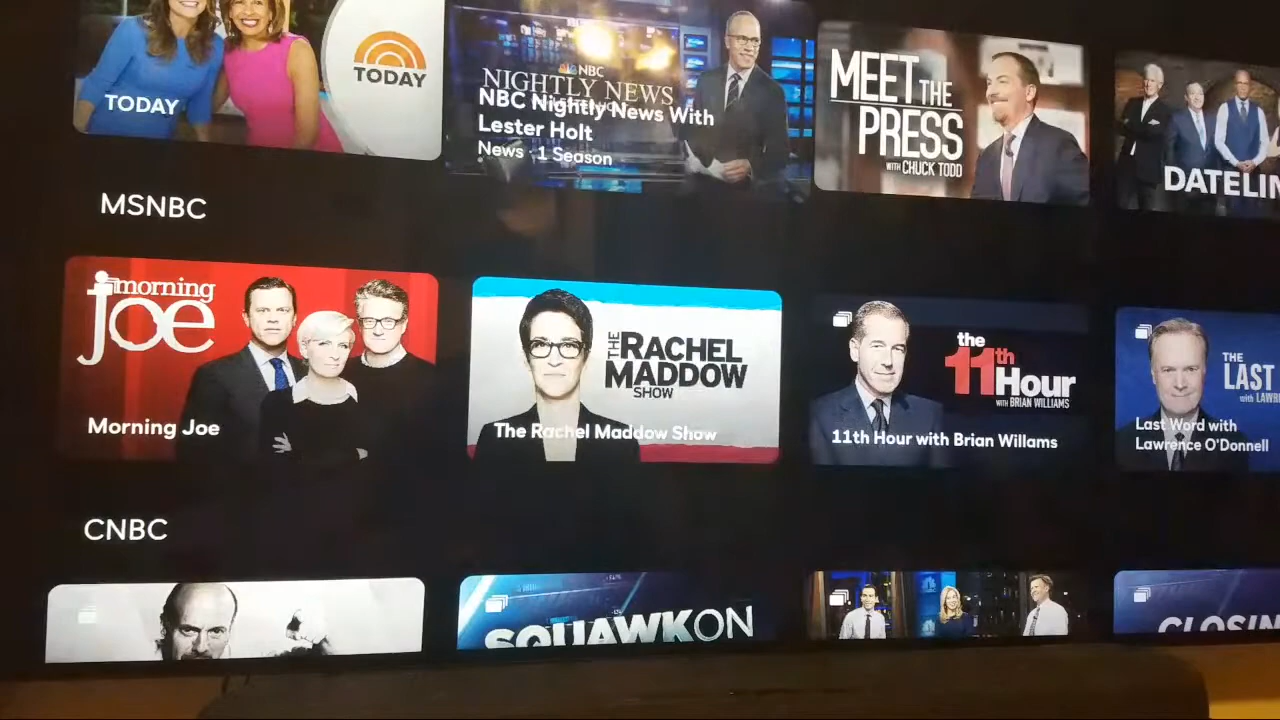 TODAY
TODAY
NBC
NIGHTLY NEWS
NBC Nightly News With
Lester Holt
News · 1 Season
MEET THE
PRESS
WITH CHUCK TODD
DATELIN
MSNBC
morning
joe
Morning Joe
THE RACHEL
MADDOW
SHOW
The Rachel Maddow Show
the
11th
Hour
WITH BRIAN WILLIAMS
11th Hour with Brian Willams
THE
LAST
with LAWR
Last Word with
Lawrence O'Donnell
CNBC
SQUAWK ON
CLOSIN